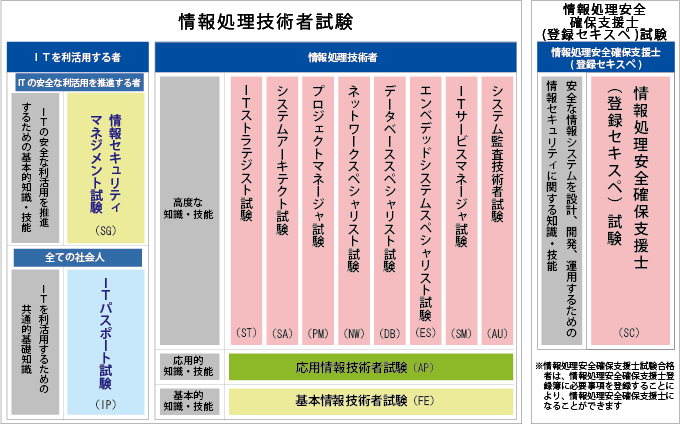 情報処理技術者試験
ITを利活用する者
ITの安全な利活用を推進する者
ITの安全な利活用を推進
するための基本的知識・技能
情報セキュリティ
マネジメント試験
(SG)
全ての社会人
ITを利活用するための
共通的基礎知識
ITパスポート試験
(IP)
情報処理技術者
高度な
知識・技能
ITストラテジスト試験
(ST)
システムアーキテクト試験
(SA)
プロジェクトマネージャ試験
(PM)
ネットワークスペシャリスト試験
(NW)
データベーススペシャリスト試験
(DB)
エンベデッドシステムスペシャリスト試験
(ES)
ITサービスマネージャ試験
(SM)
システム監査技術者試験
(AU)
応用的
知識・技能
応用情報技術者試験(AP)
基本的
知識・技能
基本情報技術者試験(FE)
情報処理安全
確保支援士
(登録セキスペ)試験
情報処理安全確保支援士
(登録セキスペ)
安全な情報システムを設計、開発、運用するための
情報セキュリティに関する知識・技能
情報処理安全確保支援士
(登録セキスペ)試験
(SC)
※情報処理安全確保支援士試験合格
者は、情報処理安全確保支援士登
録簿に必要事項を登録することに
より、情報処理安全確保支援士に
なることができます